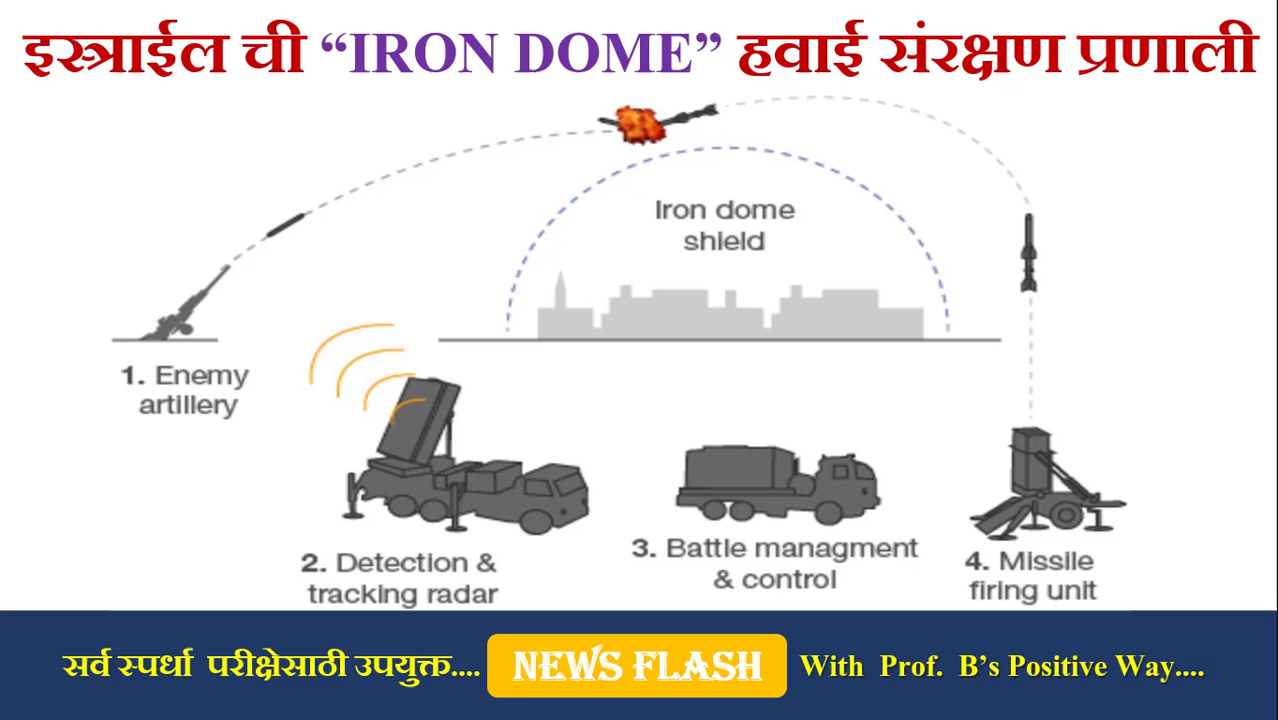 इस्त्राईल ची “IRON DOME” हवाई संरक्षण प्रणाली
Iron dome
shield
1. Enemy
artillery
2. Detection &
tracking radar
3. Battle managment
& control
4. Missile
firing unit
सर्व स्पर्धा परीक्षेसाठी उपयुक्त.... NEWS FLASH With Prof. B’s Positive Way....